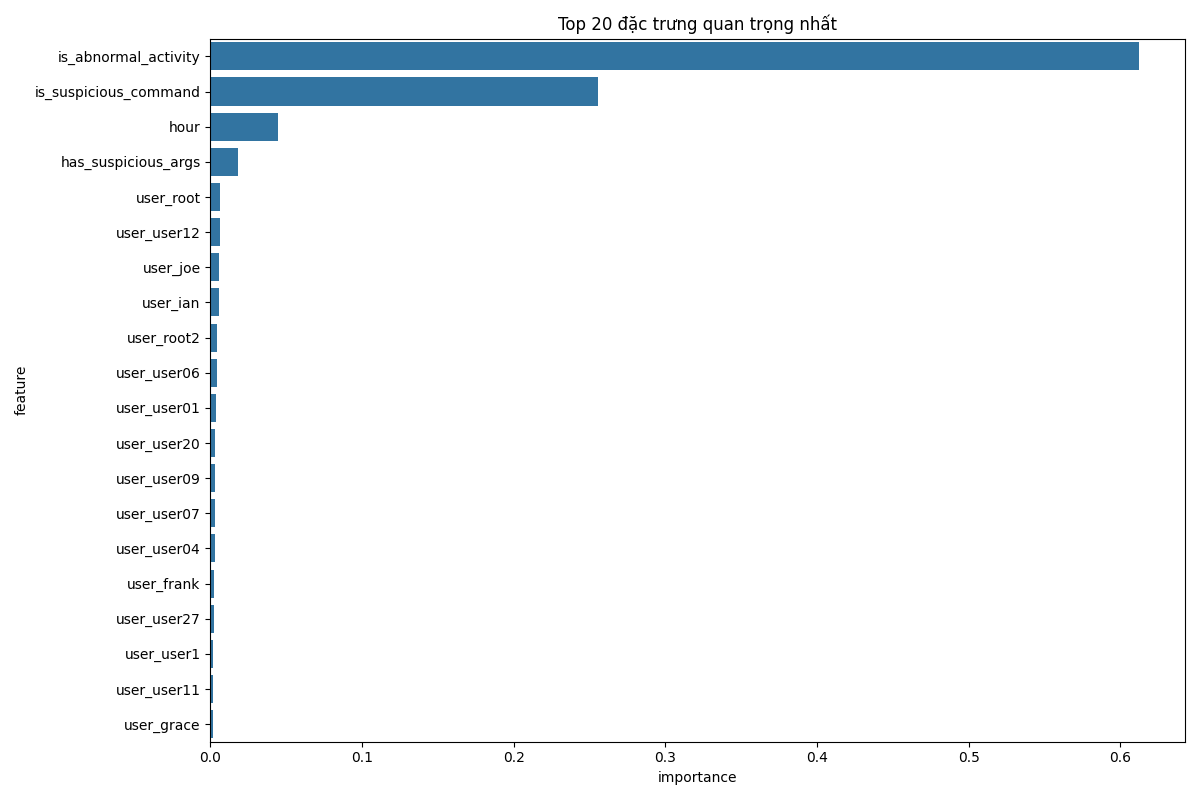 Top 20 đặc trưng quan trọng nhất
is_abnormal_activity
is_suspicious_command
hour
has_suspicious_args
user_root
user_user12
user_joe
user_ian
user_root2
user_user06
user_user01
user_user20
user_user09
user_user07
user_user04
user_frank
user_user27
user_user1
user_user11
user_grace
feature
0.0 0.1 0.2 0.3 0.4 0.5 0.6
importance